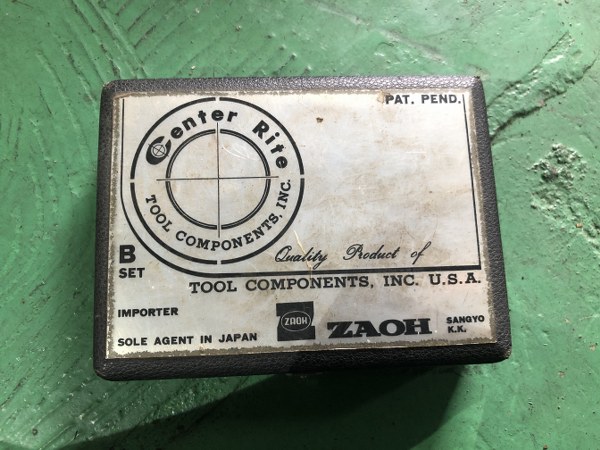 PAT. PEND.
Center Rite
TOOL COMPONENTS, INC.
B
SET
Quality Product of
TOOL COMPONENTS, INC. U.S.A.
IMPORTER
SOLE AGENT IN JAPAN
ZAOH
ZAOH
SANGYO
K.K.